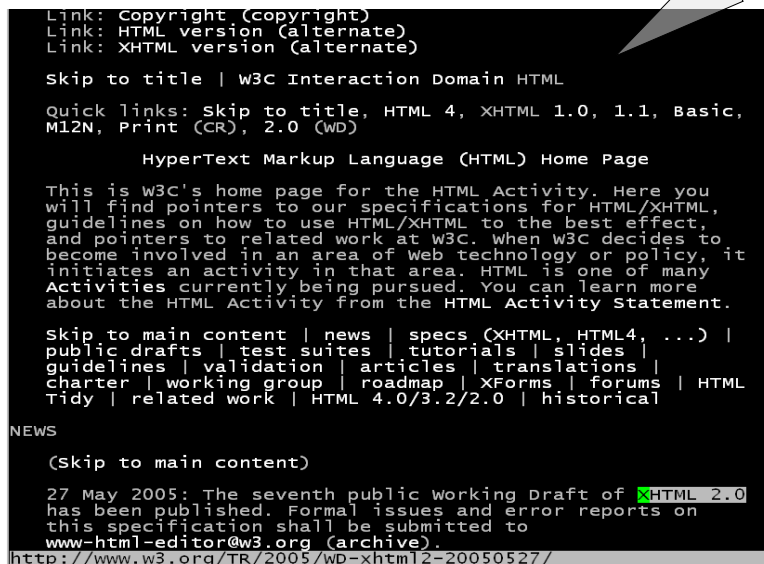 Link: Copyright (copyright)
Link: HTML version (alternate)
Link: XHTML version (alternate)
Skip to title | W3C Interaction Domain HTML
Quick links: Skip to title, HTML 4, XHTML 1.0, 1.1, Basic,
M12N, Print (CR), 2.0 (WD)
HyperText Markup Language (HTML) Home Page
This is W3C's home page for the HTML Activity. Here you
will find pointers to our specifications for HTML/XHTML,
guidelines on how to use HTML/XHTML to the best effect,
and pointers to related work at W3C. When W3C decides to
become involved in an area of Web technology or policy, it
initiates an activity in that area. HTML is one of many
Activities currently being pursued. You can learn more
about the HTML Activity from the HTML Activity Statement.
Skip to main content | news | specs (XHTML, HTML4, ...) |
public drafts | test suites | tutorials | slides |
guidelines | validation | articles | translations |
charter | working group | roadmap | XForms | forums | HTML
Tidy | related work | HTML 4.0/3.2/2.0 | historical
NEWS
(Skip to main content)
27 May 2005: The seventh public Working Draft of XHTML 2.0
has been published. Formal issues and error reports on
this specification shall be submitted to
www-html-editor@w3.org (archive).
http://www.w3.org/TR/2005/WD-xhtml2-20050527/